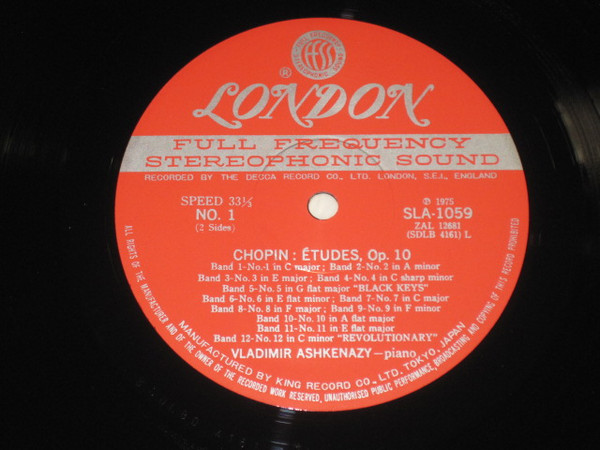 FFSS
®
LONDON
FULL FREQUENCY
STEREOPHONIC SOUND
RECORDED BY THE DECCA RECORD CO., LTD. LONDON, S.E.I., ENGLAND
SPEED 33⅓
NO. 1
(2 Sides)
℗ 1975
SLA-1059
ZAL 12681
(SDLB 4161) L
CHOPIN : ÉTUDES, Op. 10
Band 1-No.-1 in C major ; Band 2-No. 2 in A minor
Band 3-No. 3 in E major ; Band 4-No. 4 in C sharp minor
Band 5-No. 5 in G flat major "BLACK KEYS"
Band 6-No. 6 in E flat minor ; Band 7-No. 7 in C major
Band 8-No. 8 in F major ; Band 9-No. 9 in F minor
Band 10-No. 10 in A flat major
Band 11-No. 11 in E flat major
Band 12-No. 12 in C minor "REVOLUTIONARY"
VLADIMIR ASHKENAZY—piano
MANUFACTURED BY KING RECORD CO., LTD. TOKYO, JAPAN
ALL RIGHTS OF THE MANUFACTURER AND OF THE OWNER OF THE RECORDED WORK RESERVED, UNAUTHORISED PUBLIC PERFORMANCE, BROADCASTING AND COPYING OF THIS RECORD PROHIBITED